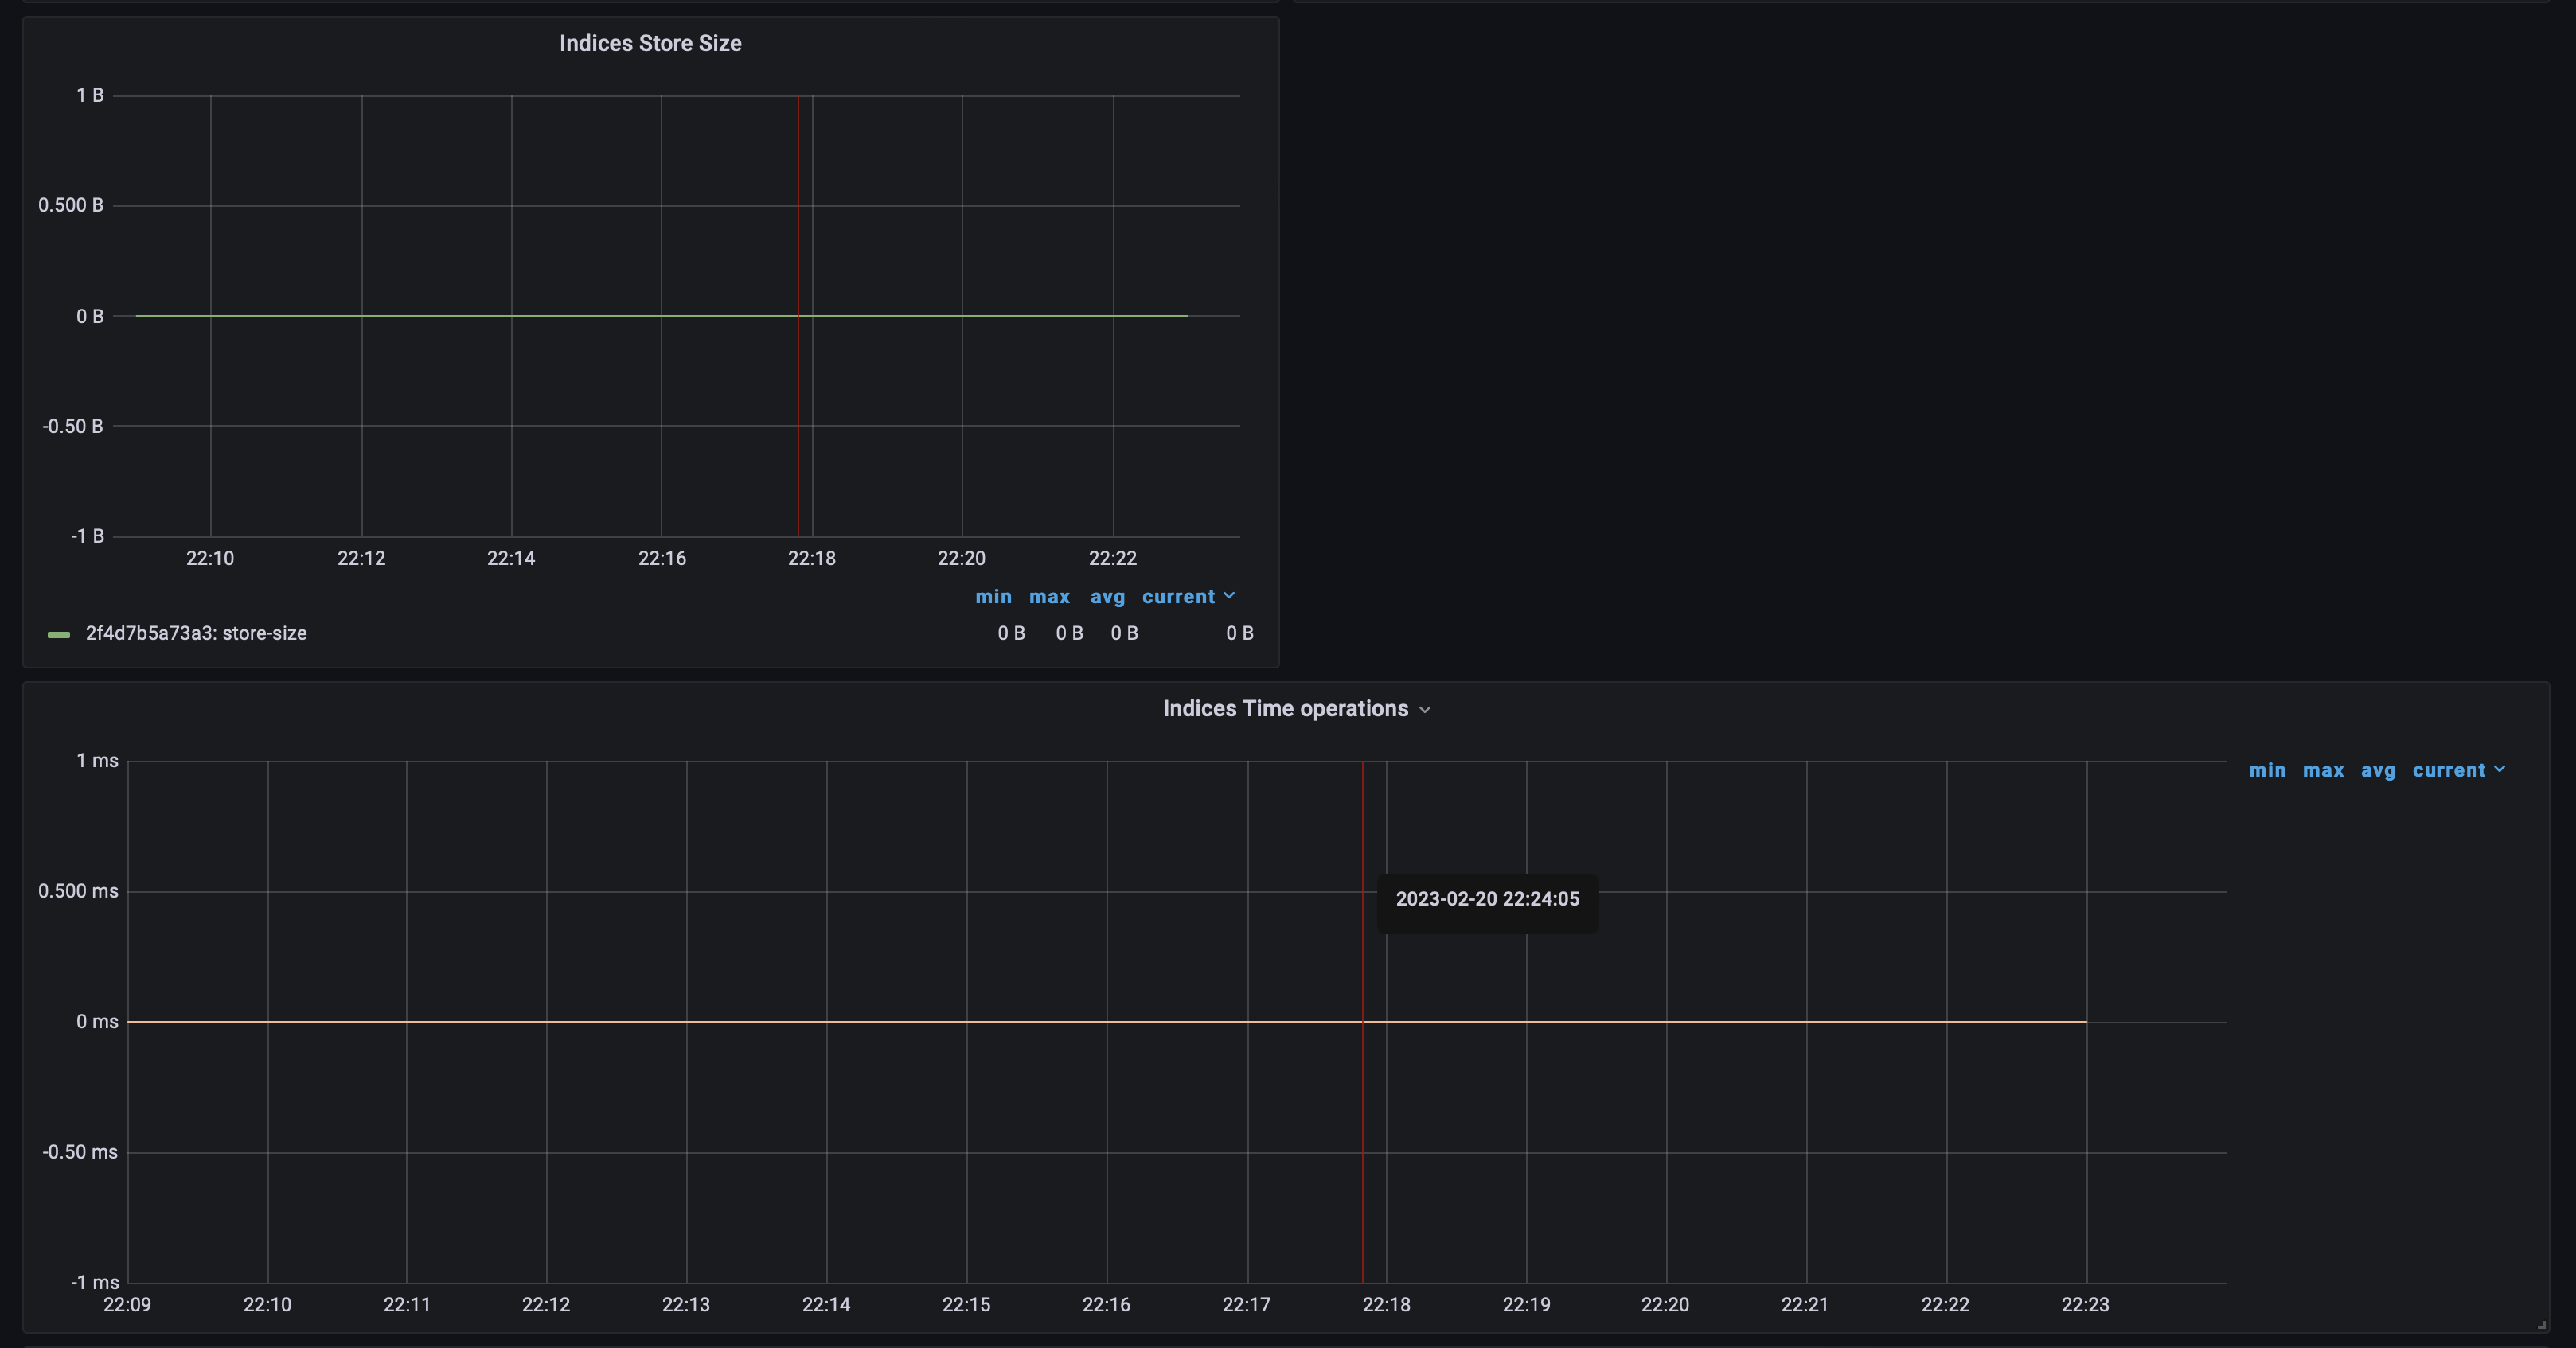 Indices Store Size
1 B
0.500 B
0 B
-0.50 B
-1 B
22:10 22:12 22:14 22:16 22:18 22:20 22:22
min max avg current
2f4d7b5a73a3: store-size 0 B 0 B 0 B 0 B
Indices Time operations
1 ms
min max avg current
0.500 ms
2023-02-20 22:24:05
0 ms
-0.50 ms
-1 ms
22:09 22:10 22:11 22:12 22:13 22:14 22:15 22:16 22:17 22:18 22:19 22:20 22:21 22:22 22:23